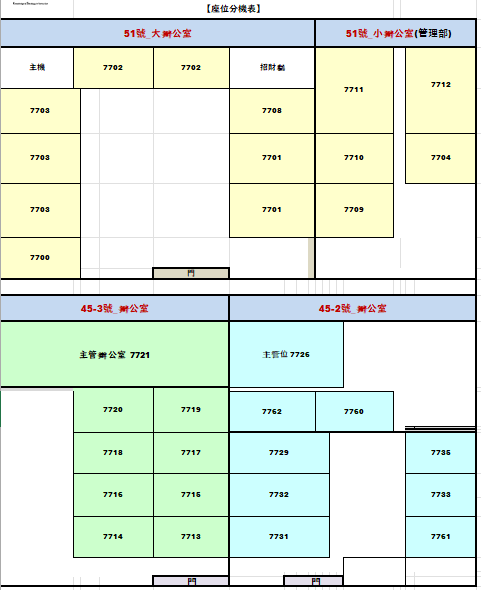 【座位分機表】
51號_大辦公室 51號_小辦公室(管理部)
主機 7702 7702 招財貓 7711 7712
7703 7708
7703 7701 7710 7704
7703 7701 7709
7700
門
45-3號_辦公室 45-2號_辦公室
主管辦公室 7721 主管位 7726
7720 7719 7762 7760
7718 7717 7729 7735
7716 7715 7732 7733
7714 7713 7731 7761
門 門